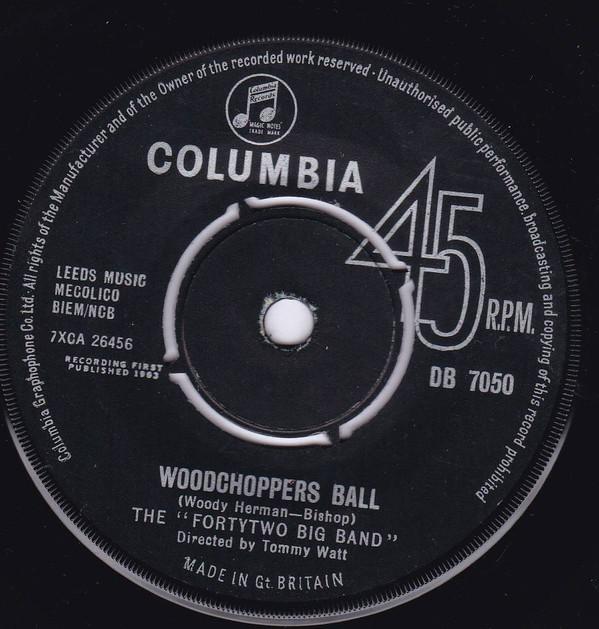 Columbia Graphophone Co. Ltd. · All rights of the Manufacturer and of the Owner of the recorded work reserved · Unauthorised public performance, broadcasting and copying of this record prohibited
Columbia
Records
MAGIC NOTES
TRADE MARK
COLUMBIA
45
R.P.M.
LEEDS MUSIC
MECOLICO
BIEM/NCB
7XCA 26456
RECORDING FIRST
PUBLISHED 1963
DB 7050
WOODCHOPPERS BALL
(Woody Herman—Bishop)
THE "FORTYTWO BIG BAND"
Directed by Tommy Watt
MADE IN Gt. BRITAIN